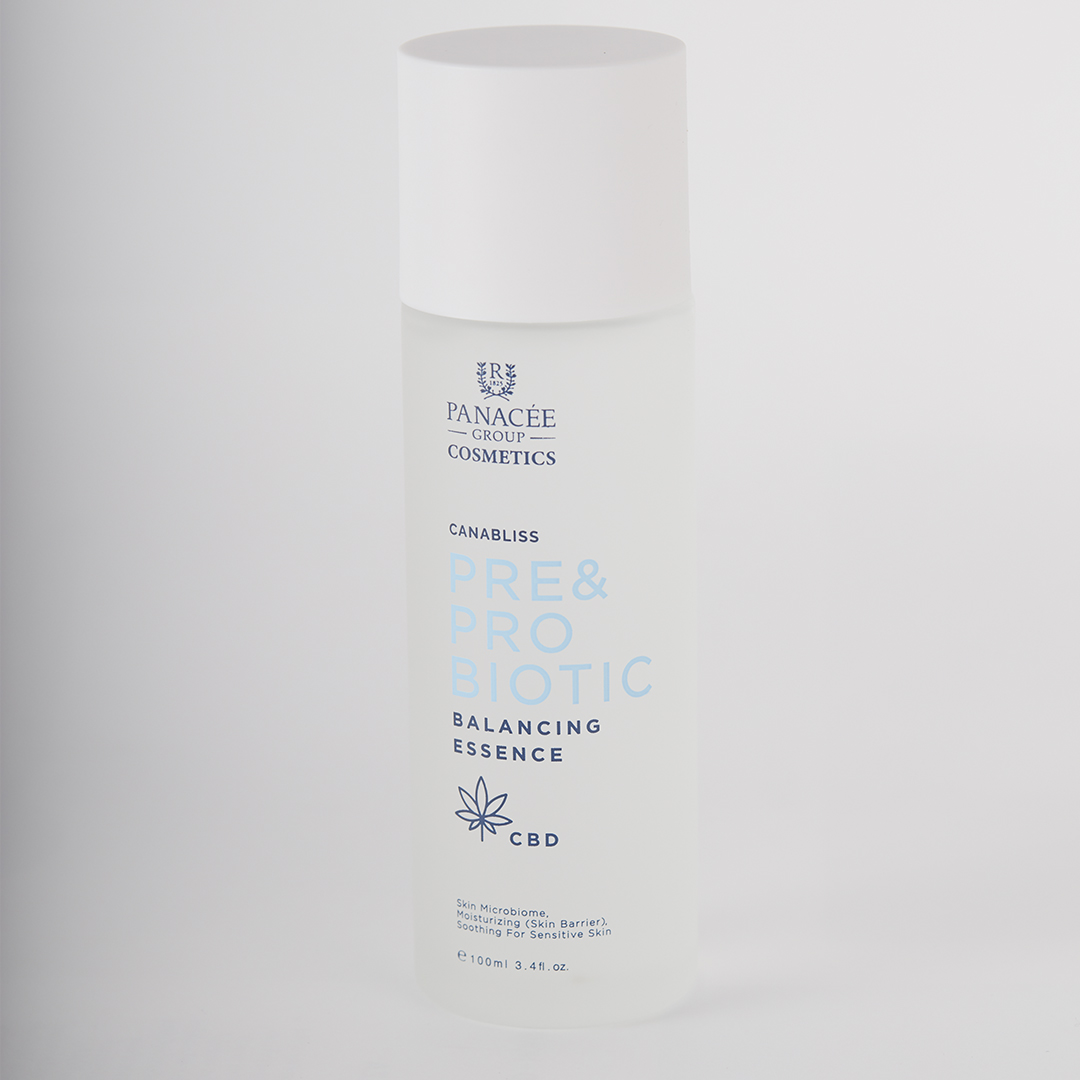 R
1825
PANACÉE
GROUP
COSMETICS
CANABLISS
PRE&
PRO
BIOTIC
BALANCING
ESSENCE
CBD
Skin Microbiome,
Moisturizing (Skin Barrier),
Soothing For Sensitive Skin
℮100ml 3.4fl.oz.